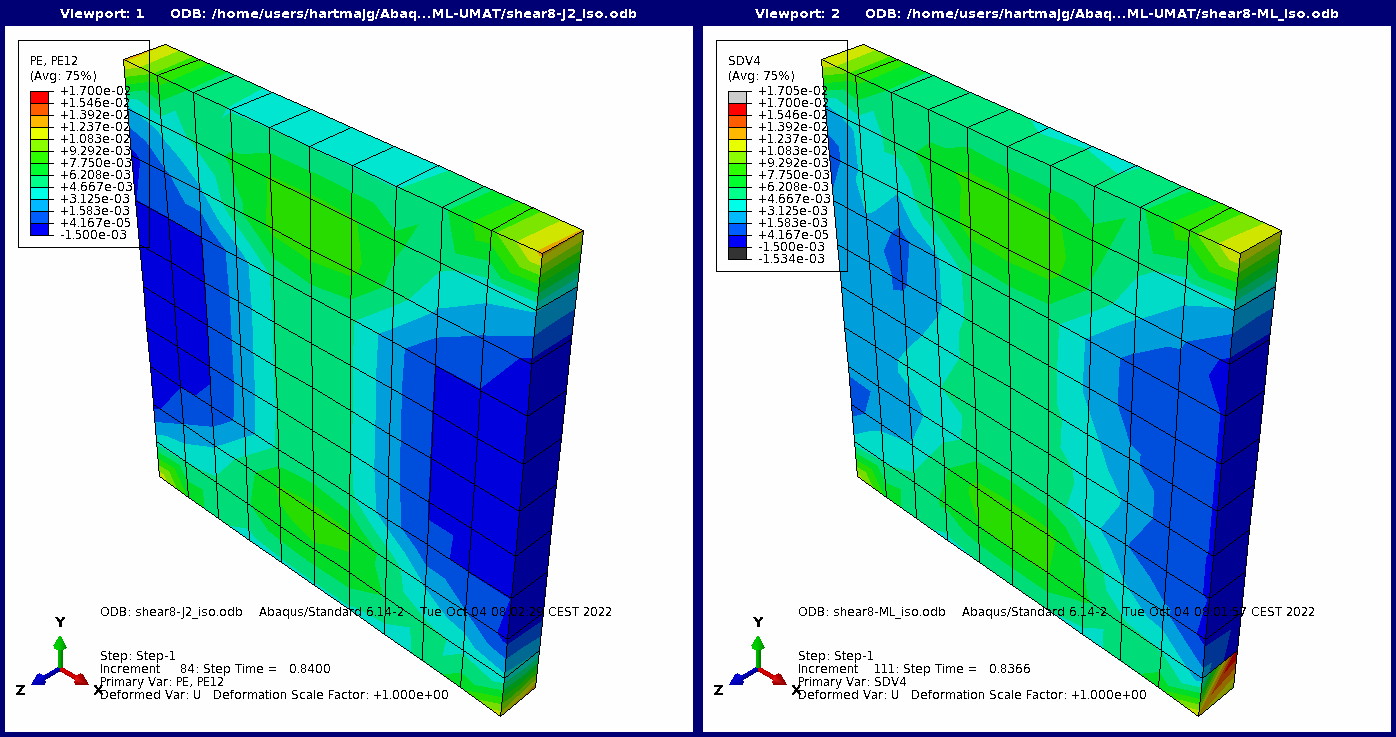 Viewport: 1 ODB: /home/users/hartmajg/Abaq...ML-UMAT/shear8-J2_iso.odb
PE, PE12
(Avg: 75%)
+1.700e-02
+1.546e-02
+1.392e-02
+1.237e-02
+1.083e-02
+9.292e-03
+7.750e-03
+6.208e-03
+4.667e-03
+3.125e-03
+1.583e-03
+4.167e-05
-1.500e-03
ODB: shear8-J2_iso.odb Abaqus/Standard 6.14-2 Tue Oct 04 CEST 2022
Y
Z
X
Step: Step-1
Increment 84: Step Time = 0.8400
Primary Var: PE, PE12
Deformed Var: U Deformation Scale Factor: +1.000e+00
Viewport: 2 ODB: /home/users/hartmajg/Abaq...ML-UMAT/shear8-ML_iso.odb
SDV4
(Avg: 75%)
+1.705e-02
+1.700e-02
+1.546e-02
+1.392e-02
+1.237e-02
+1.083e-02
+9.292e-03
+7.750e-03
+6.208e-03
+4.667e-03
+3.125e-03
+1.583e-03
+4.167e-05
-1.500e-03
-1.534e-03
ODB: shear8-ML_iso.odb Abaqus/Standard 6.14-2 Tue Oct 04 CEST 2022
Y
Z
X
Step: Step-1
Increment 111: Step Time = 0.8366
Primary Var: SDV4
Deformed Var: U Deformation Scale Factor: +1.000e+00